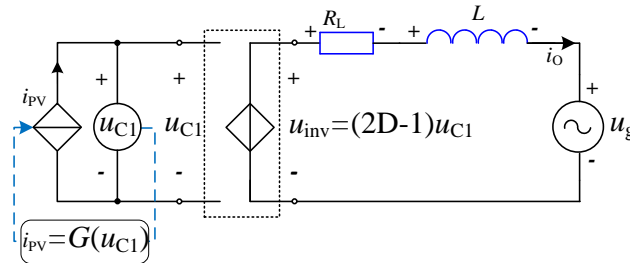 + R_L - + L -
i_O
i_PV + u_C1 - + u_C1 - + u_inv=(2D-1)u_C1 - + u_g -
i_PV=G(u_C1)